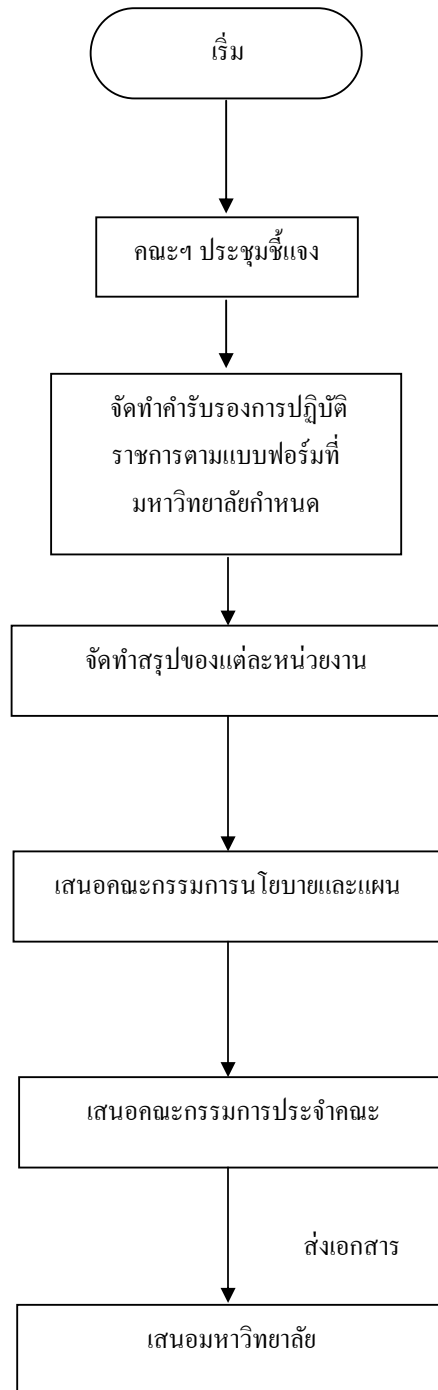 เริ่ม
คณะฯ ประชุมชี้แจง
จัดทำคำรับรองการปฏิบัติ
ราชการตามแบบฟอร์มที่
มหาวิทยาลัยกำหนด
จัดทำสรุปของแต่ละหน่วยงาน
เสนอคณะกรรมการนโยบายและแผน
เสนอคณะกรรมการประจำคณะ
ส่งเอกสาร
เสนอมหาวิทยาลัย